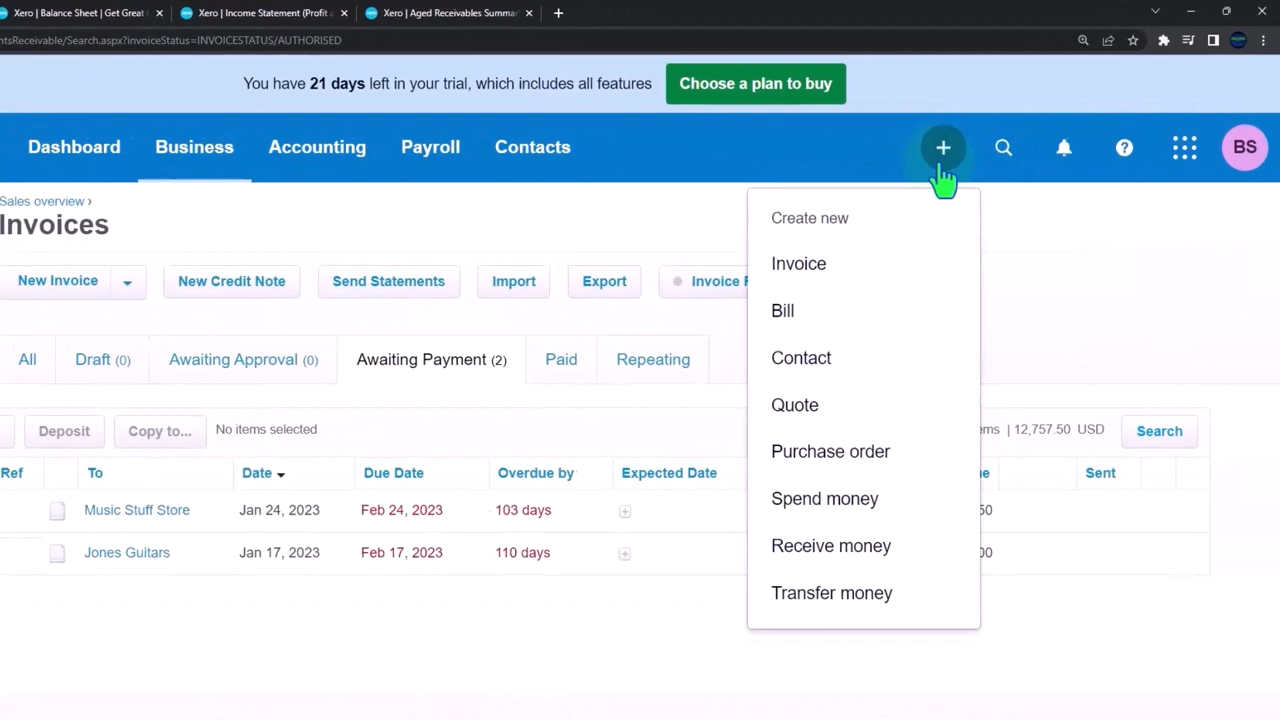 Xero | Balance Sheet | Get Great
Xero | Income Statement (Profit a
Xero | Aged Receivables Summa
ntsReceivable/Search.aspx?invoiceStatus=INVOICESTATUS/AUTHORISED
You have 21 days left in your trial, which includes all features
Choose a plan to buy
Dashboard Business Accounting Payroll Contacts BS
Sales overview ›
Invoices
New Invoice New Credit Note Send Statements Import Export Invoice
All Draft (0) Awaiting Approval (0) Awaiting Payment (2) Paid Repeating
Deposit Copy to... No items selected ems | 12,757.50 USD Search
Ref To Date Due Date Overdue by Expected Date ue Sent
Music Stuff Store Jan 24, 2023 Feb 24, 2023 103 days 50
Jones Guitars Jan 17, 2023 Feb 17, 2023 110 days 00
Create new
Invoice
Bill
Contact
Quote
Purchase order
Spend money
Receive money
Transfer money